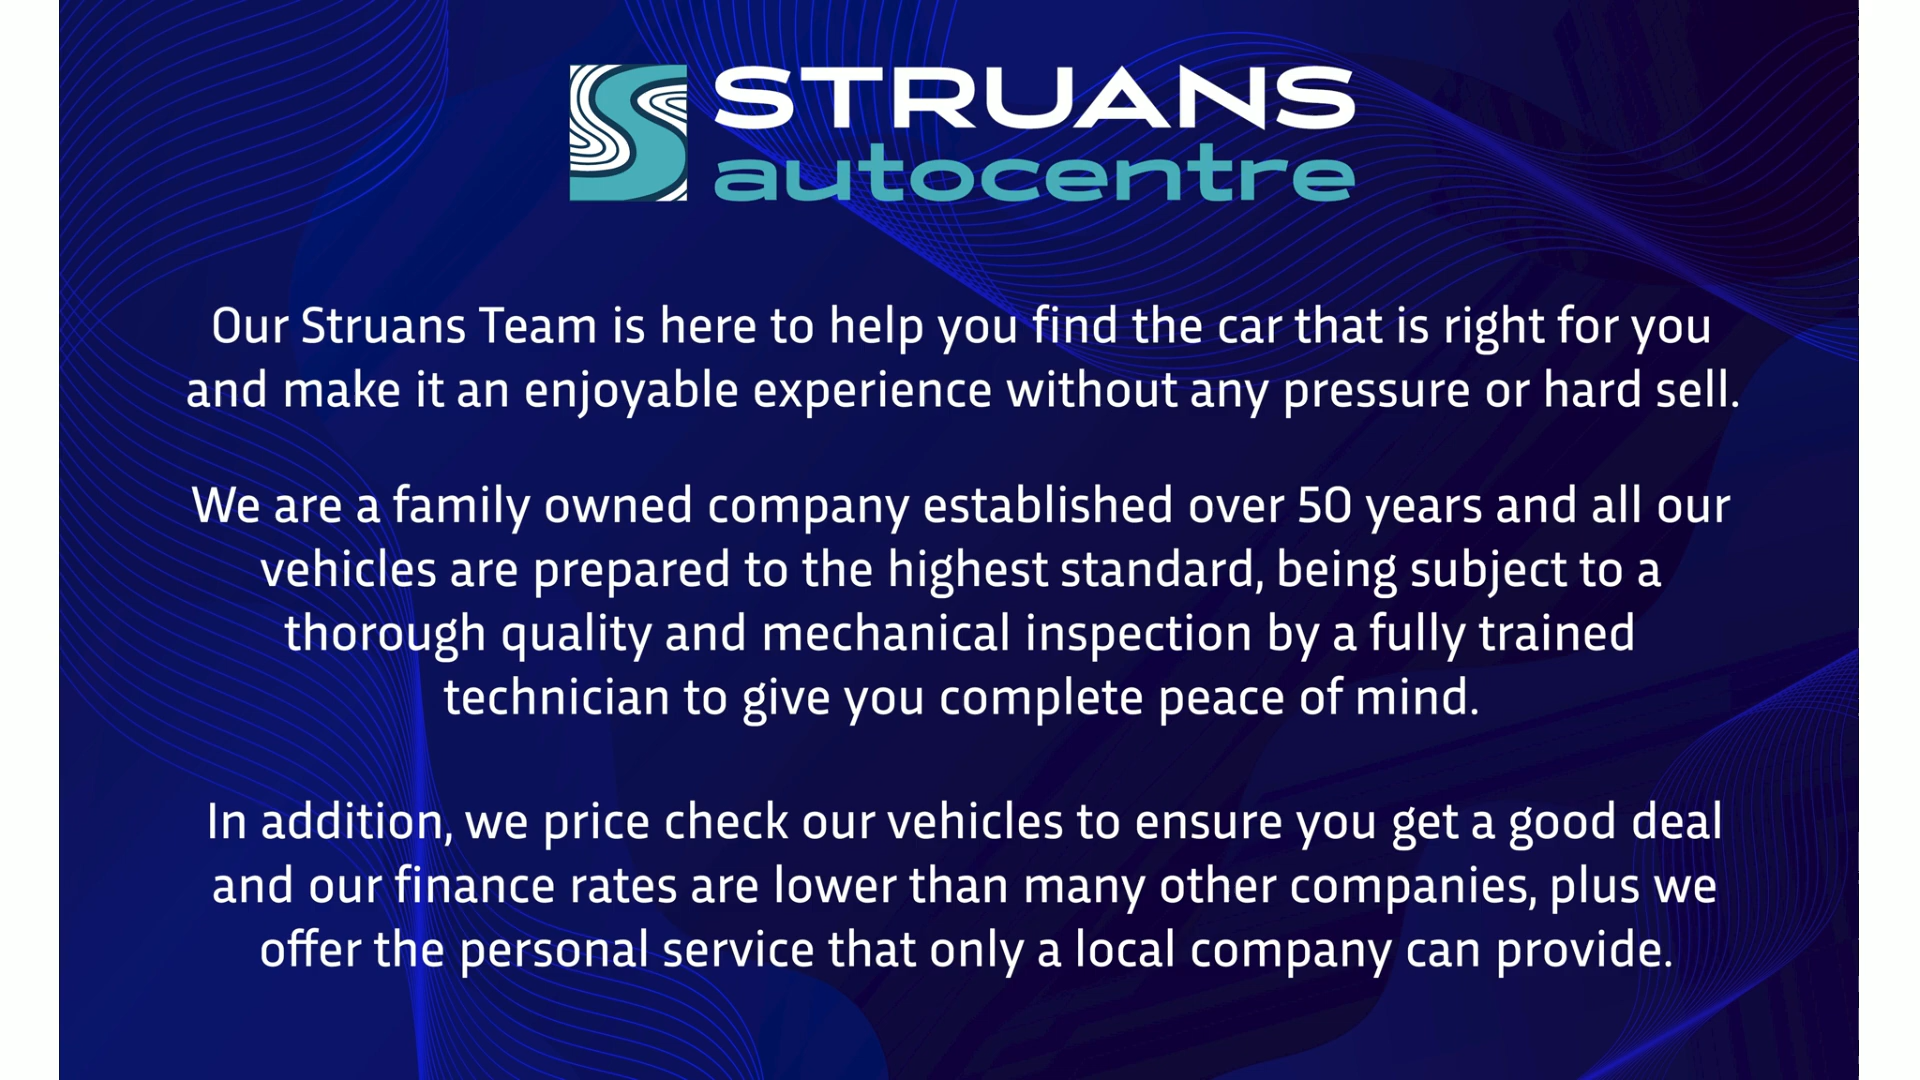 STRUANS
autocentre
Our Struans Team is here to help you find the car that is right for you
and make it an enjoyable experience without any pressure or hard sell.
We are a family owned company established over 50 years and all our
vehicles are prepared to the highest standard, being subject to a
thorough quality and mechanical inspection by a fully trained
technician to give you complete peace of mind.
In addition, we price check our vehicles to ensure you get a good deal
and our finance rates are lower than many other companies, plus we
offer the personal service that only a local company can provide.